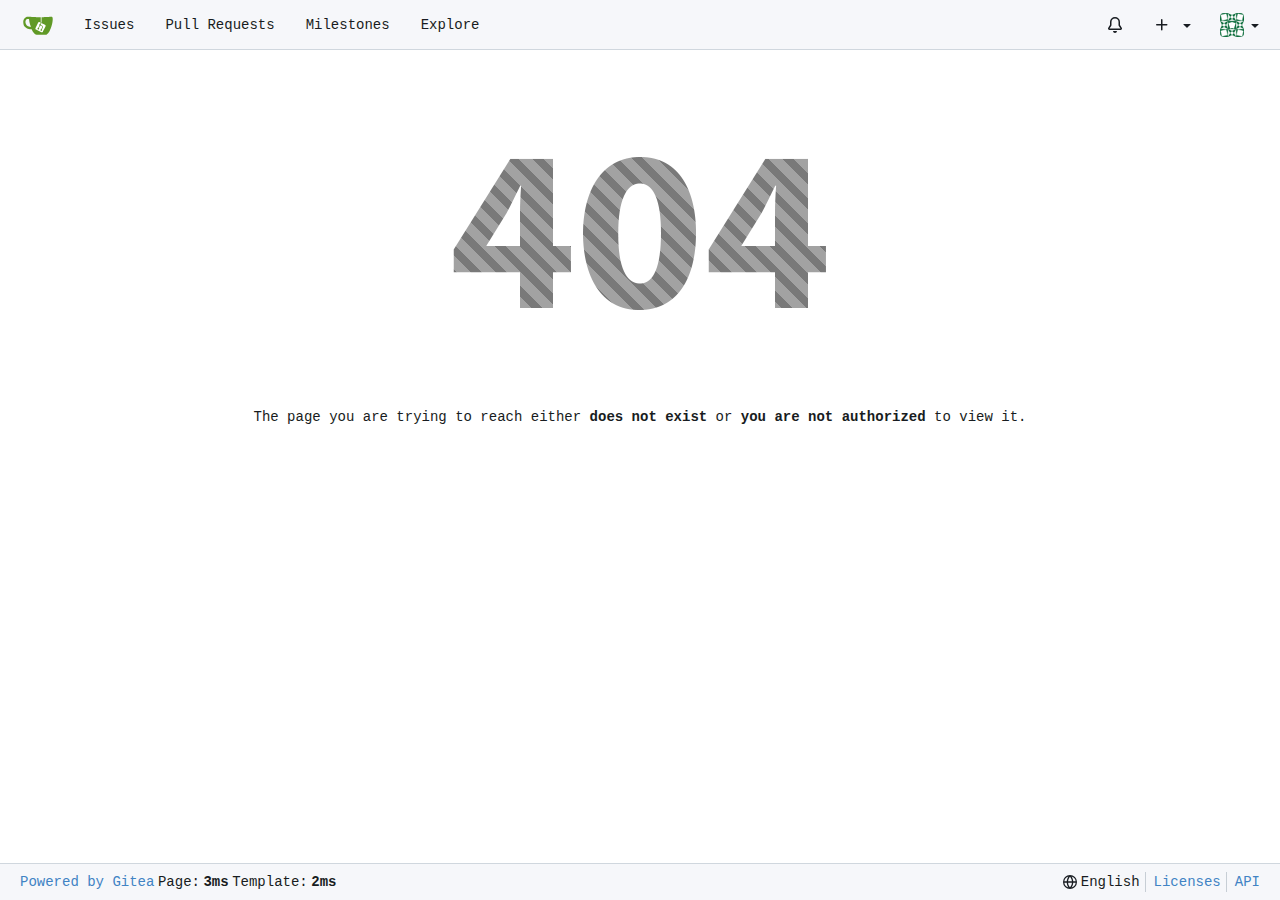 Issues Pull Requests Milestones Explore
404
The page you are trying to reach either does not exist or you are not authorized to view it.
Powered by Gitea Page: 3ms Template: 2ms English Licenses API